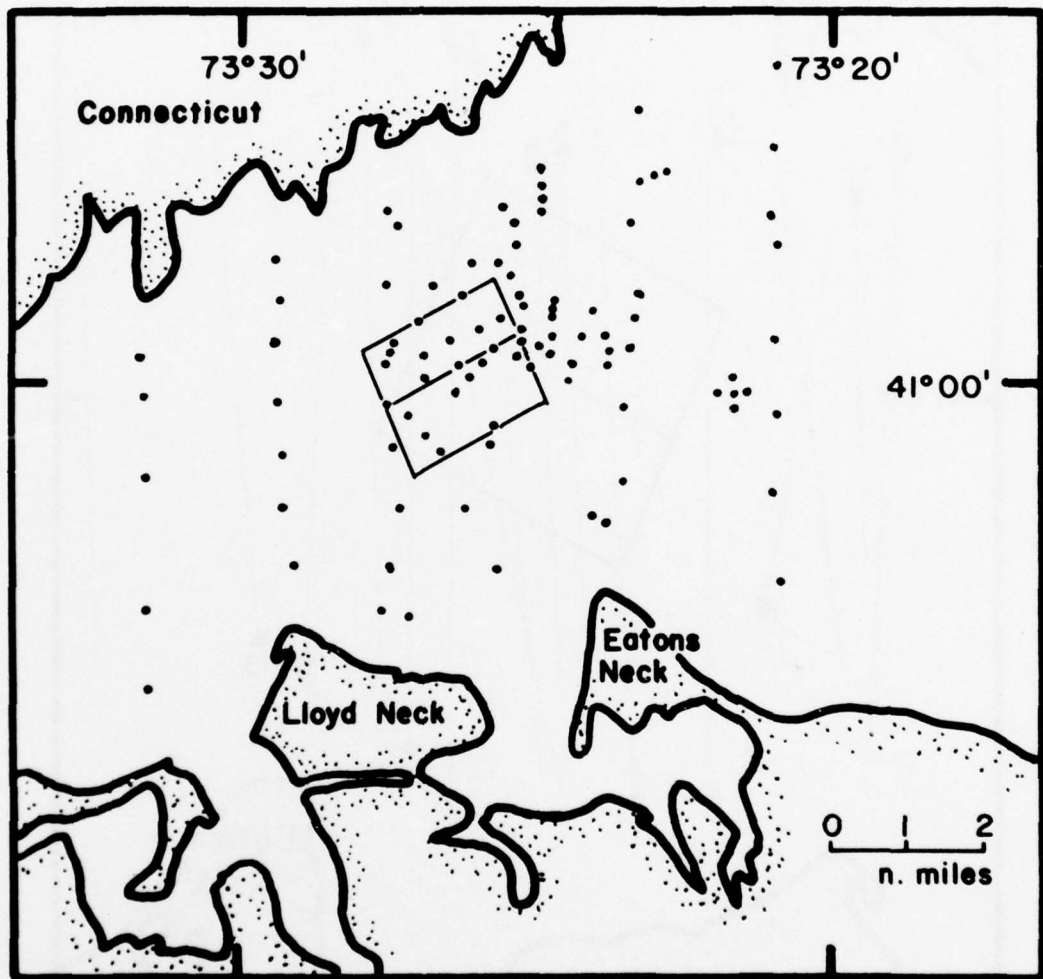 73°30'
73°20'
Connecticut
41°00'
Eatons
Neck
Lloyd Neck
0 1 2
n. miles